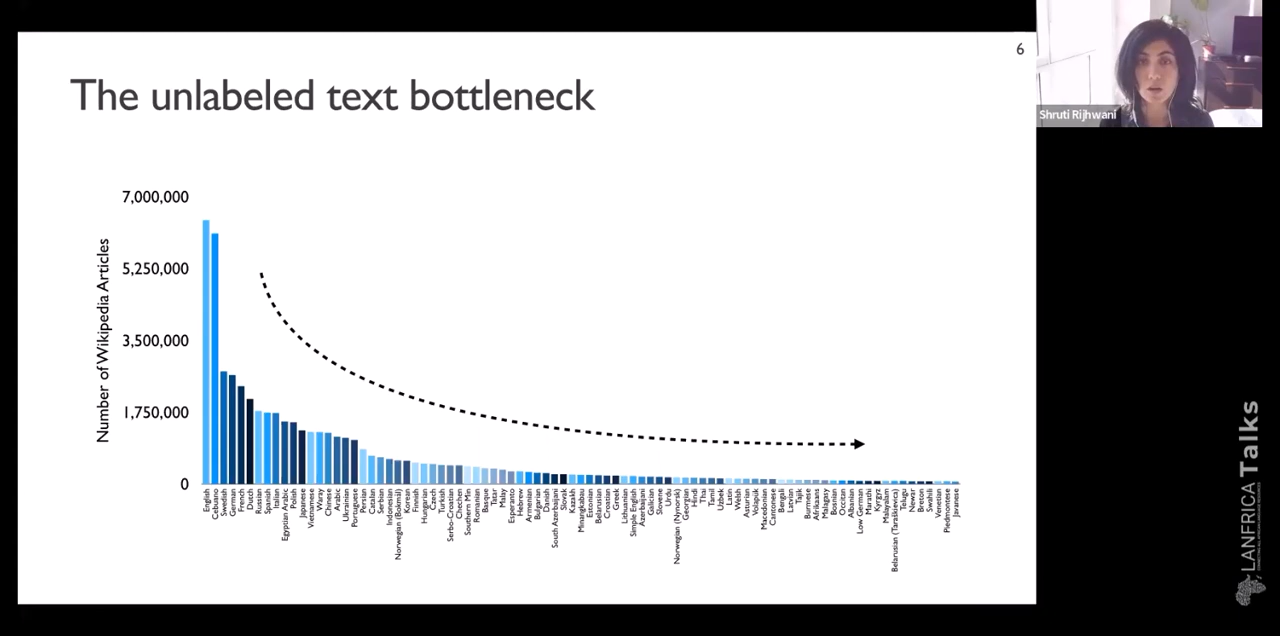 6
Shruti Rijhwani
The unlabeled text bottleneck
Number of Wikipedia Articles
7,000,000
5,250,000
3,500,000
1,750,000
0
English
Cebuano
Swedish
German
French
Dutch
Russian
Spanish
Italian
Egyptian Arabic
Polish
Japanese
Vietnamese
Waray
Chinese
Arabic
Ukrainian
Portuguese
Persian
Catalan
Serbian
Indonesian
Norwegian (Bokmål)
Korean
Finnish
Hungarian
Czech
Turkish
Serbo-Croatian
Chechen
Southern Min
Romanian
Basque
Tatar
Malay
Esperanto
Hebrew
Armenian
Bulgarian
Danish
South Azerbaijani
Slovak
Kazakh
Minangkabau
Estonian
Belarusian
Croatian
Greek
Lithuanian
Simple English
Azerbaijani
Galician
Slovene
Urdu
Norwegian (Nynorsk)
Georgian
Hindi
Thai
Tamil
Uzbek
Latin
Welsh
Asturian
Volapük
Macedonian
Cantonese
Bengali
Latvian
Tajik
Burmese
Afrikaans
Malagasy
Bosnian
Occitan
Albanian
Low German
Marathi
Kyrgyz
Malayalam
Belarusian (Taraškievica)
Telugu
Newar
Breton
Swahili
Venetian
Piedmontese
Javanese
LANFRICA Talks